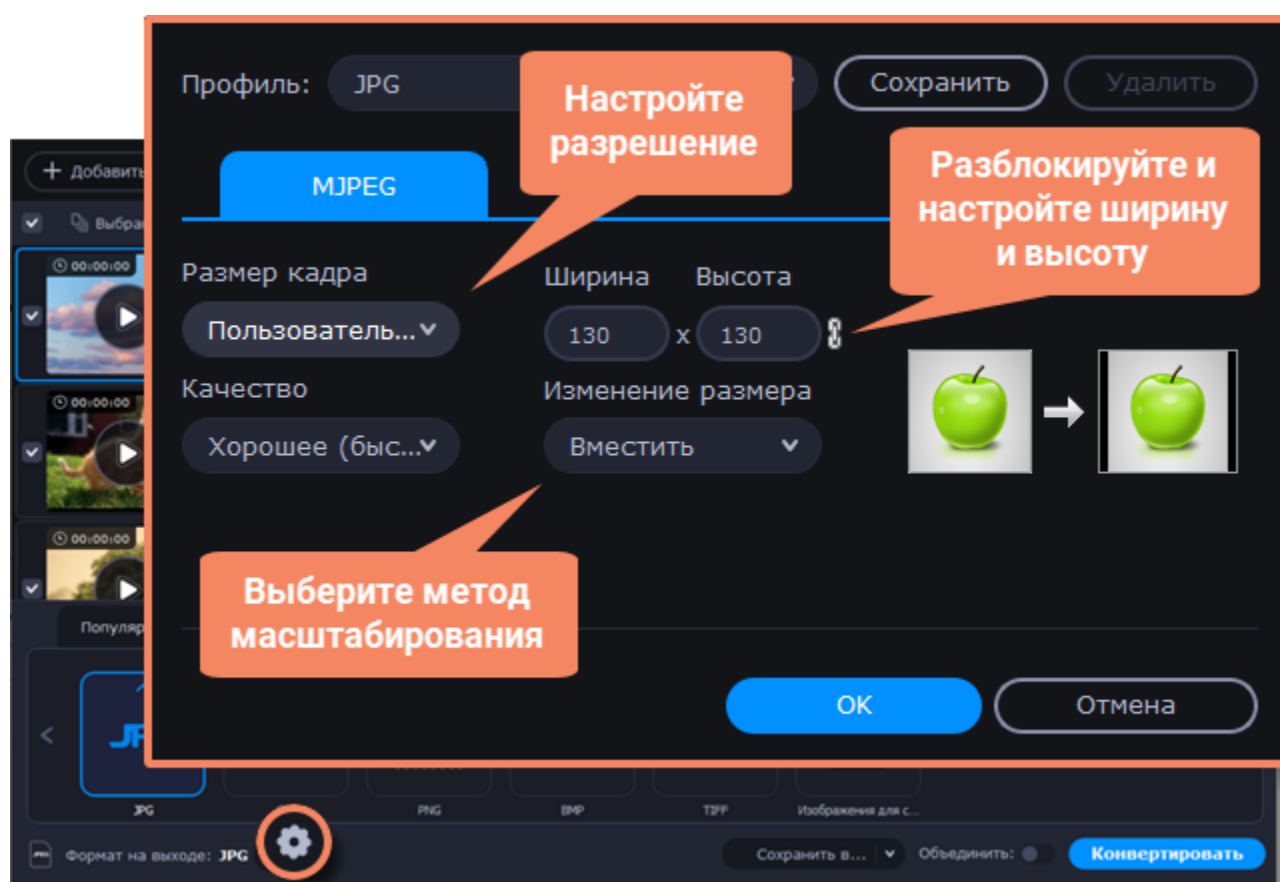 Профиль: JPG
Сохранить
Удалить
Настройте
разрешение
Разблокируйте и
настройте ширину
и высоту
+ Добавить
MJPEG
Выбра
Размер кадра
Ширина Высота
00:00:00
Пользователь...
130 x 130
Качество
Изменение размера
00:00:00
Хорошее (быс...
Вместить
00:00:00
Выберите метод
масштабирования
Популяр
OK
Отмена
JPG
PNG
BMP
TIFF
Изображения для с...
Формат на выходе: JPG
Сохранить в...
Объединить:
Конвертировать